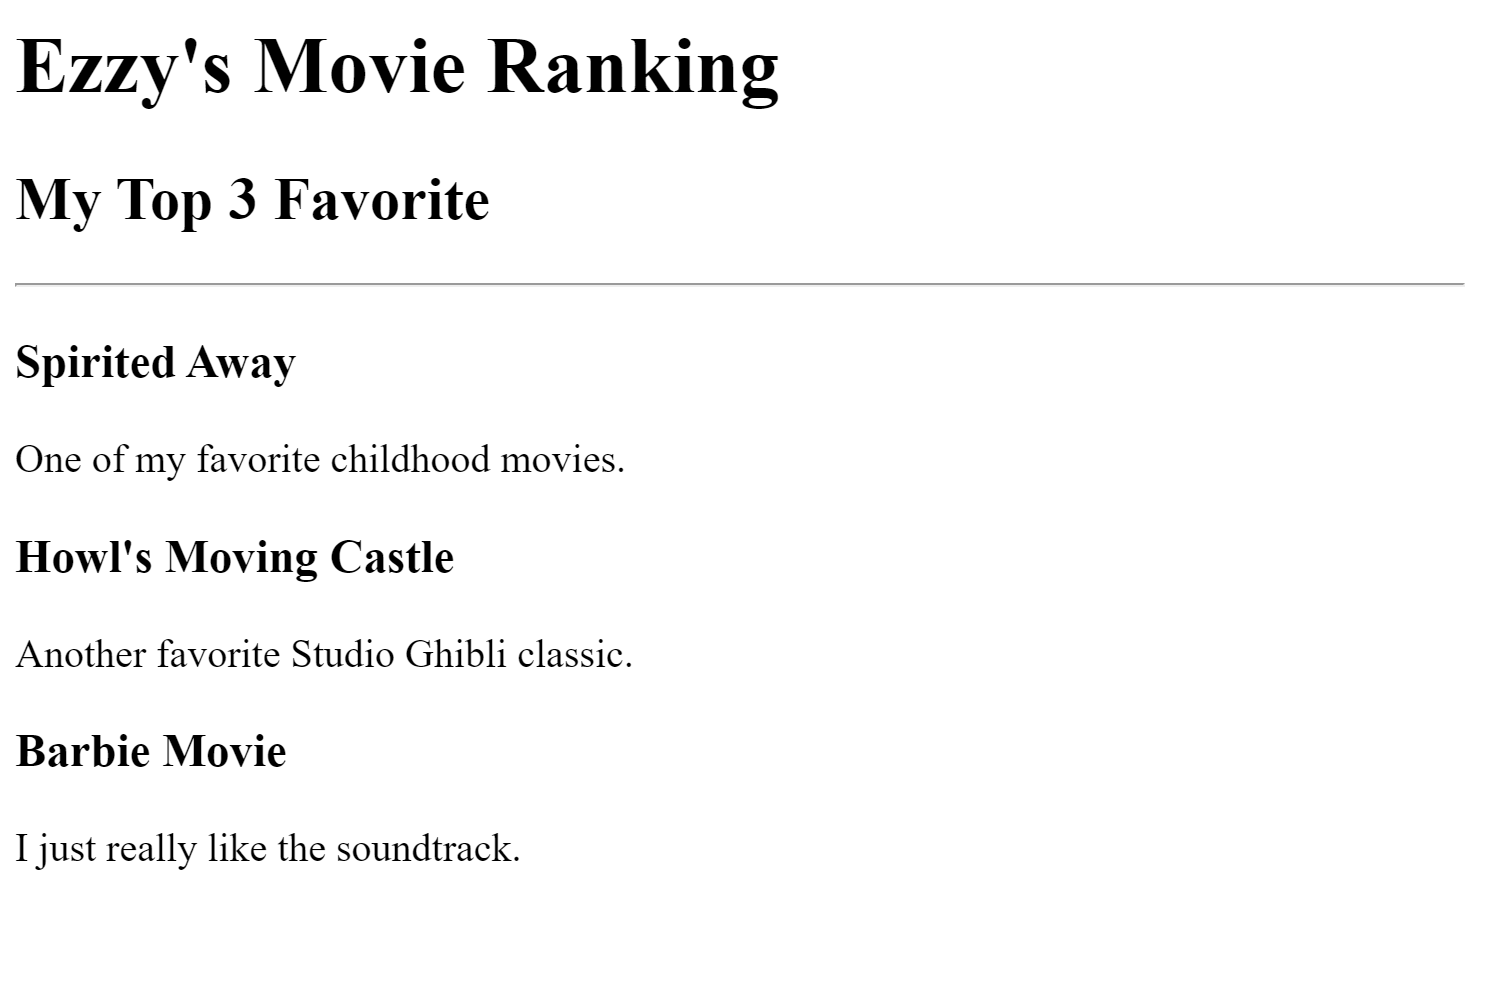 Ezzy's Movie Ranking
My Top 3 Favorite
Spirited Away
One of my favorite childhood movies.
Howl's Moving Castle
Another favorite Studio Ghibli classic.
Barbie Movie
I just really like the soundtrack.